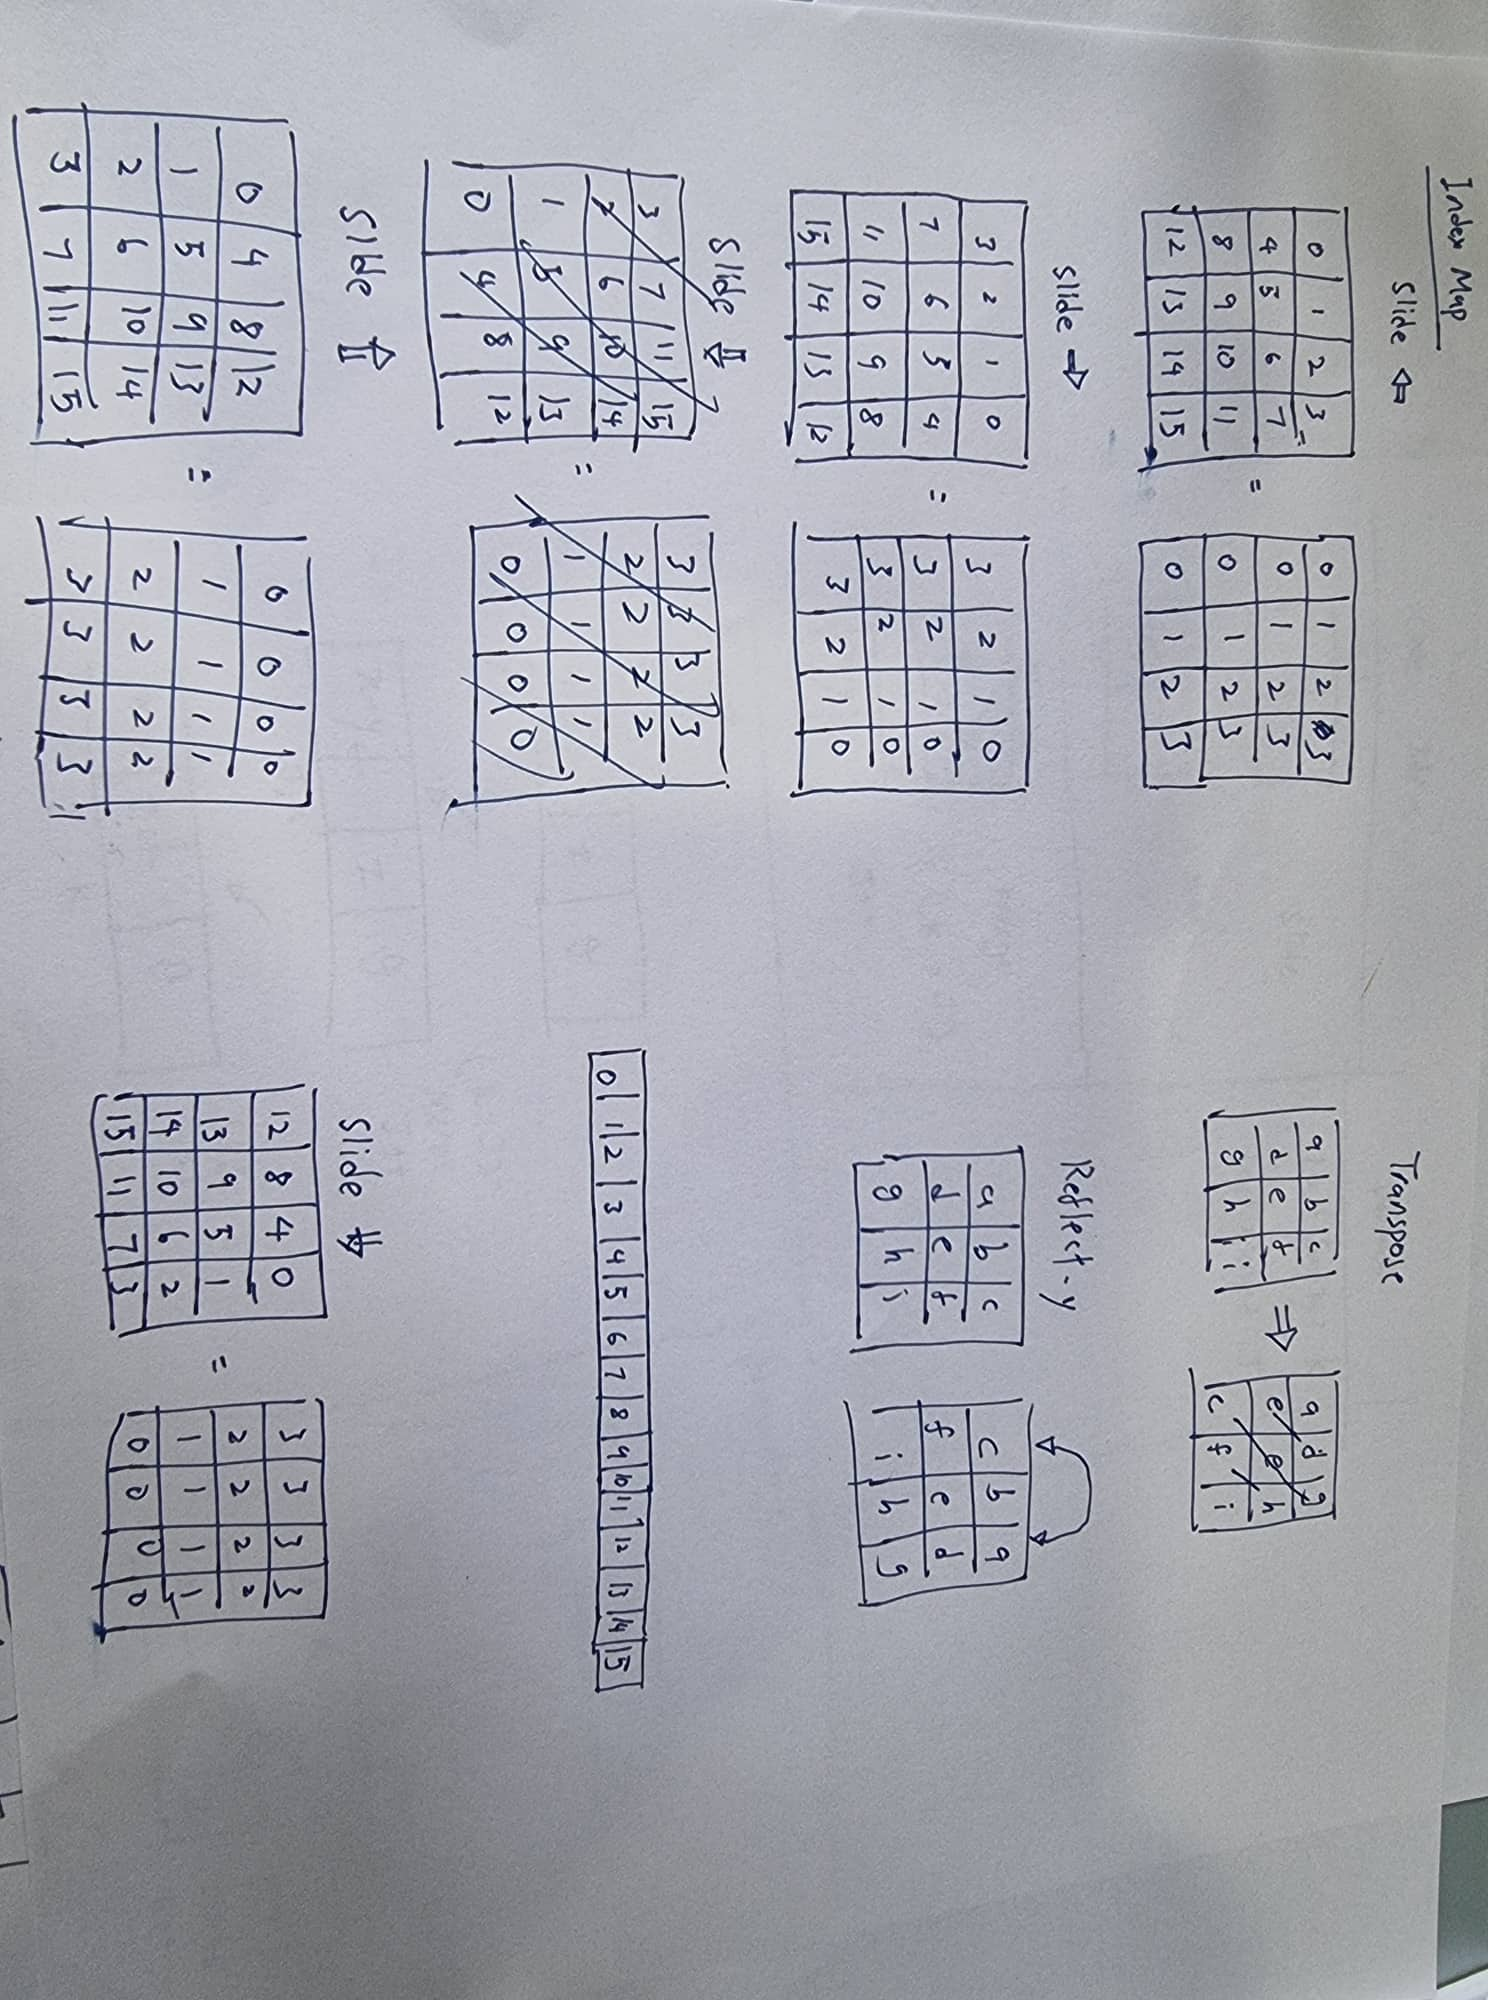 Index Map
Slide ⇐
0 1 2 3 = 0 1 2 3
4 5 6 7 0 1 2 3
8 9 10 11 0 1 2 3
12 13 14 15 0 1 2 3
slide ⇒
3 2 1 0 = 3 2 1 0
7 6 5 4 3 2 1 0
11 10 9 8 3 2 1 0
15 14 13 12 3 2 1 0
Slide ⇓
3 7 11 15 = 3 3 3 3
2 6 10 14 2 2 2 2
1 5 9 13 1 1 1 1
0 4 8 12 0 0 0 0
Slide ⇑
0 4 8 12 = 0 0 0 0
1 5 9 13 1 1 1 1
2 6 10 14 2 2 2 2
3 7 11 15 3 3 3 3
Transpose
a b c ⇒ a d g
d e f e e h
g h i c f i
Reflect-y
a b c c b a
d e f f e d
g h i i h g
0 1 2 3 4 5 6 7 8 9 10 11 12 13 14 15
Slide ⇓
12 8 4 0 = 3 3 3 3
13 9 5 1 2 2 2 2
14 10 6 2 1 1 1 1
15 11 7 3 0 0 0 0